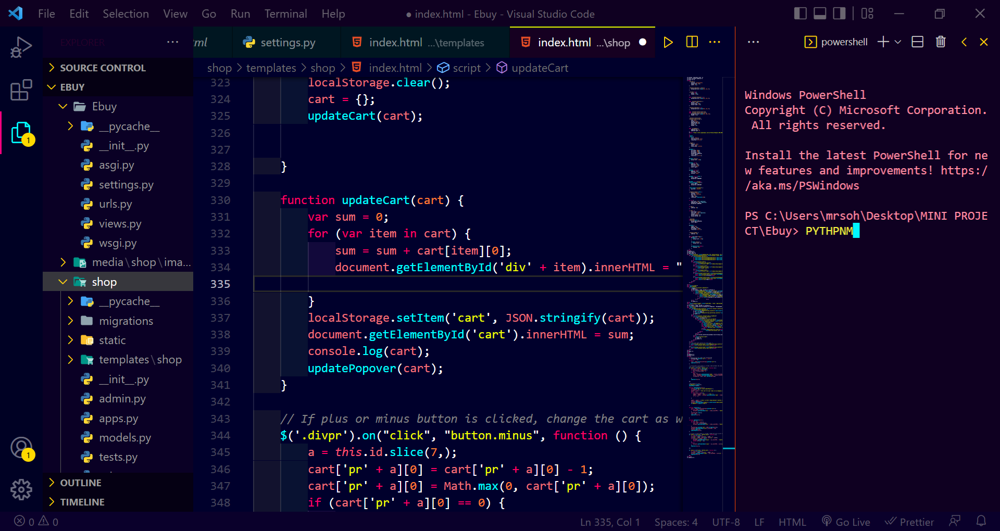 File Edit Selection View Go Run Terminal Help ● index.html - Ebuy - Visual Studio Code
EXPLORER ···
SOURCE CONTROL
EBUY
Ebuy
__pycache__
__init__.py
asgi.py
settings.py
urls.py
views.py
wsgi.py
media\shop\ima...
shop
__pycache__
migrations
static
templates\shop
__init__.py
admin.py
apps.py
models.py
tests.py
OUTLINE
TIMELINE
1
1
ml settings.py index.html ...\templates index.html ...\shop ● ···
shop > templates > shop > index.html > script > updateCart
323 localStorage.clear();
324 cart = {};
325 updateCart(cart);
326
327
328 }
329
330 function updateCart(cart) {
331 var sum = 0;
332 for (var item in cart) {
333 sum = sum + cart[item][0];
334 document.getElementById('div' + item).innerHTML = "
335
336 }
337 localStorage.setItem('cart', JSON.stringify(cart));
338 document.getElementById('cart').innerHTML = sum;
339 console.log(cart);
340 updatePopover(cart);
341 }
342
343 // If plus or minus button is clicked, change the cart as w
344 $('.divpr').on("click", "button.minus", function () {
345 a = this.id.slice(7,);
346 cart['pr' + a][0] = cart['pr' + a][0] - 1;
347 cart['pr' + a][0] = Math.max(0, cart['pr' + a][0]);
348 if (cart['pr' + a][0] == 0) {
··· powershell
Windows PowerShell
Copyright (C) Microsoft Corporation.
All rights reserved.
Install the latest PowerShell for ne
w features and improvements! https:/
/aka.ms/PSWindows
PS C:\Users\mrsoh\Desktop\MINI PROJE
CT\Ebuy> PYTHPNM
0 0 Ln 335, Col 1 Spaces: 4 UTF-8 LF HTML Go Live Prettier